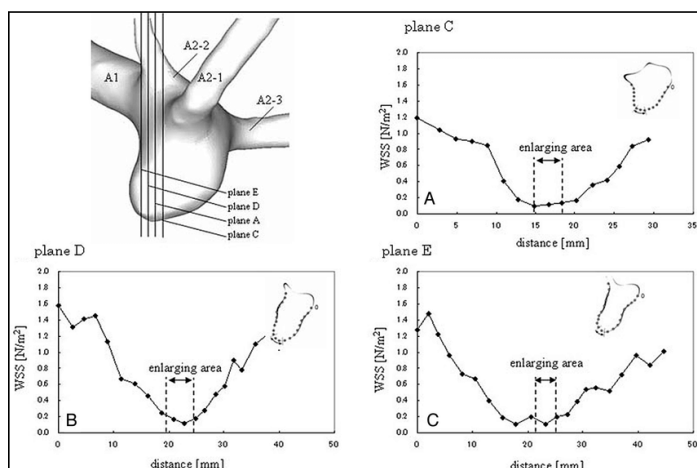 plane C
A2-2
A2-1
A1
A2-3
plane E
plane D
plane A
plane C
WSS [N/m²]
2.0
1.8
1.6
1.4
1.2
1.0
0.8
0.6
0.4
0.2
0.0
enlarging area
0
A
0 5 10 15 20 25 30 35
distance [mm]
plane D
WSS [N/m²]
2.0
1.8
1.6
1.4
1.2
1.0
0.8
0.6
0.4
0.2
0.0
enlarging area
0
B
0 10 20 30 40 50
distance [mm]
plane E
WSS [N/m²]
2.0
1.8
1.6
1.4
1.2
1.0
0.8
0.6
0.4
0.2
0.0
enlarging area
0
C
0 10 20 30 40 50
distance [mm]